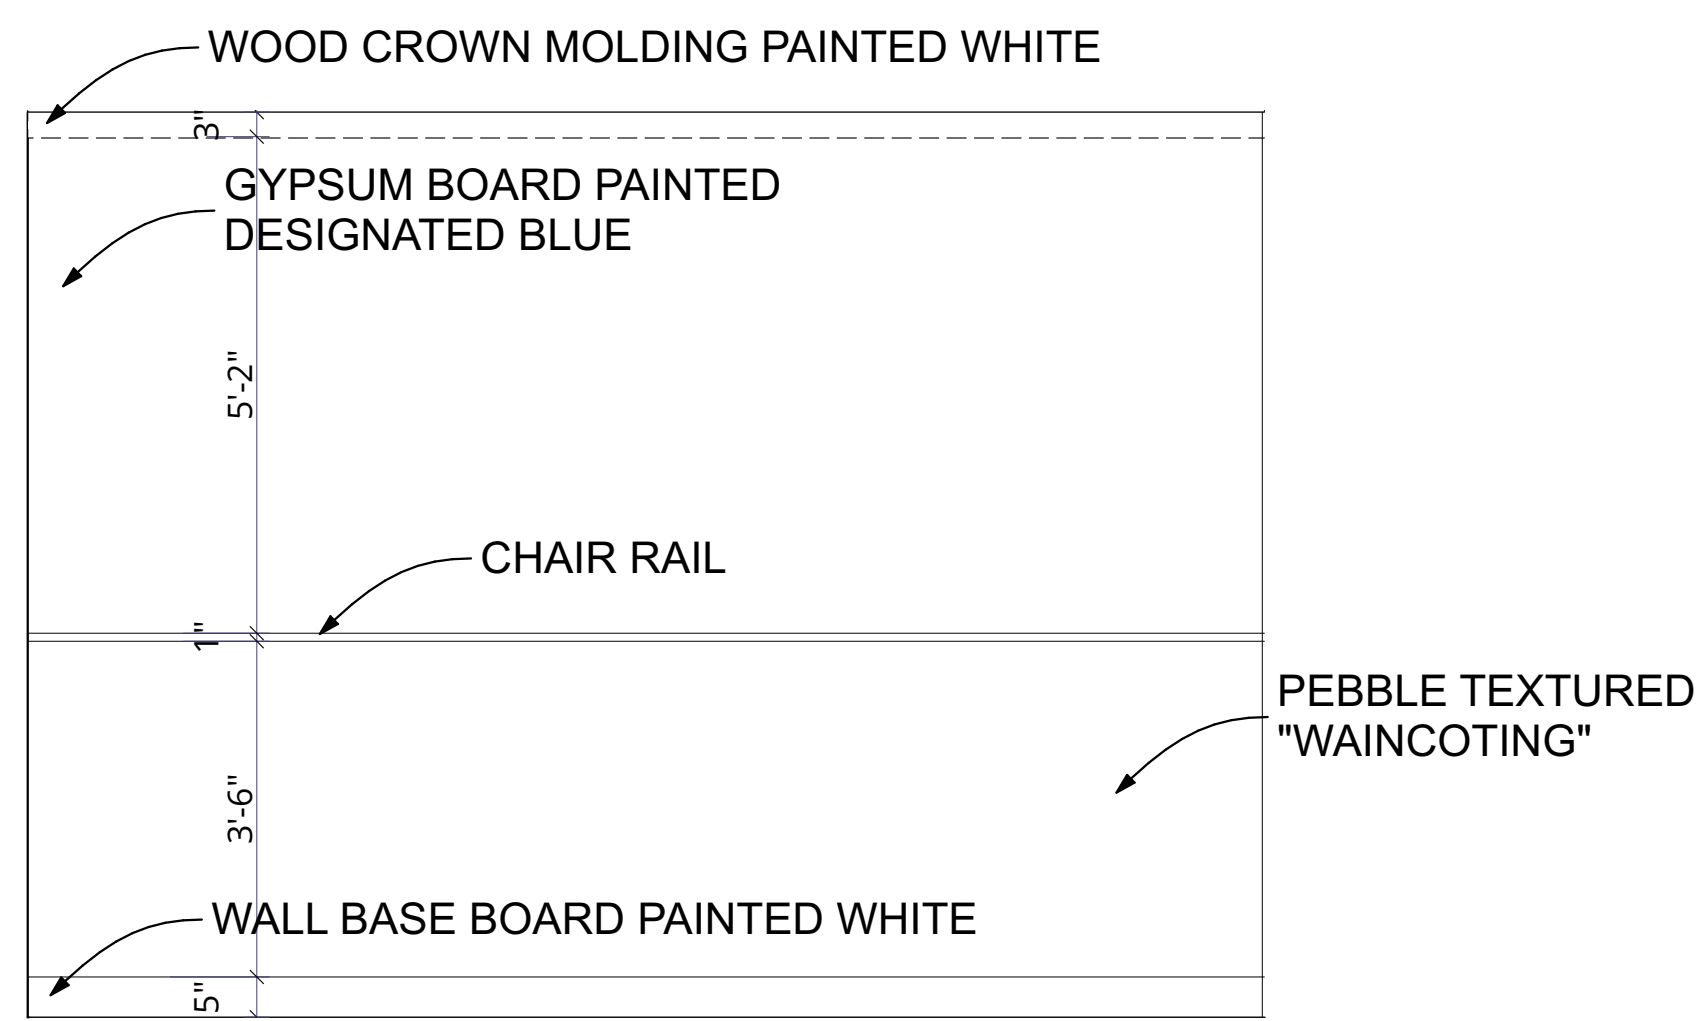 WOOD CROWN MOLDING PAINTED WHITE
3"
GYPSUM BOARD PAINTED
DESIGNATED BLUE
5'-2"
CHAIR RAIL
1"
PEBBLE TEXTURED
"WAINCOTING"
3'-6"
WALL BASE BOARD PAINTED WHITE
5"